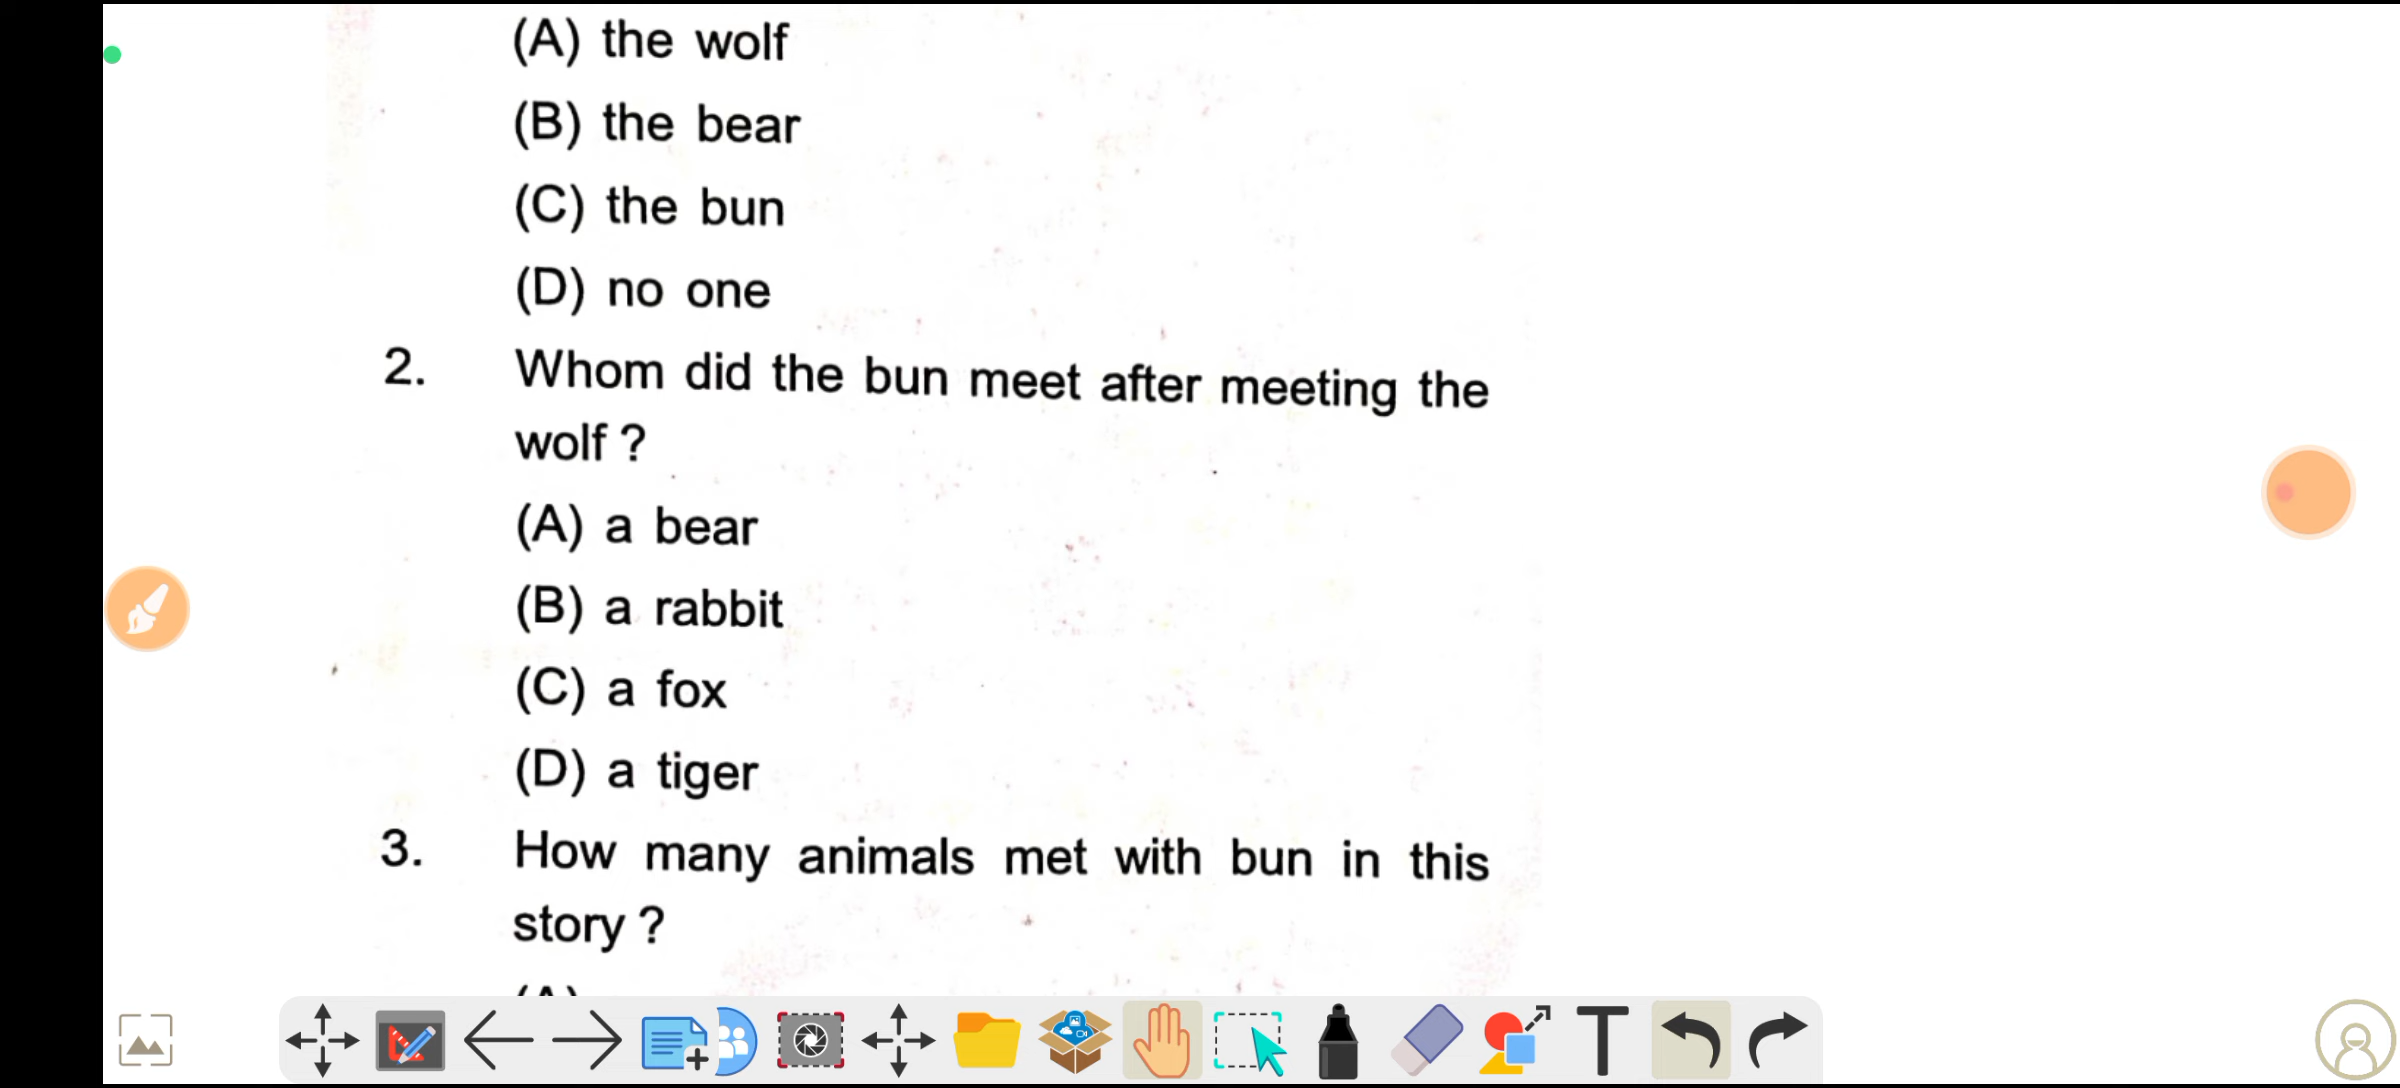 (A) the wolf
(B) the bear
(C) the bun
(D) no one
2. Whom did the bun meet after meeting the
wolf ?
(A) a bear
(B) a rabbit
(C) a fox
(D) a tiger
3. How many animals met with bun in this
story ?
(A)